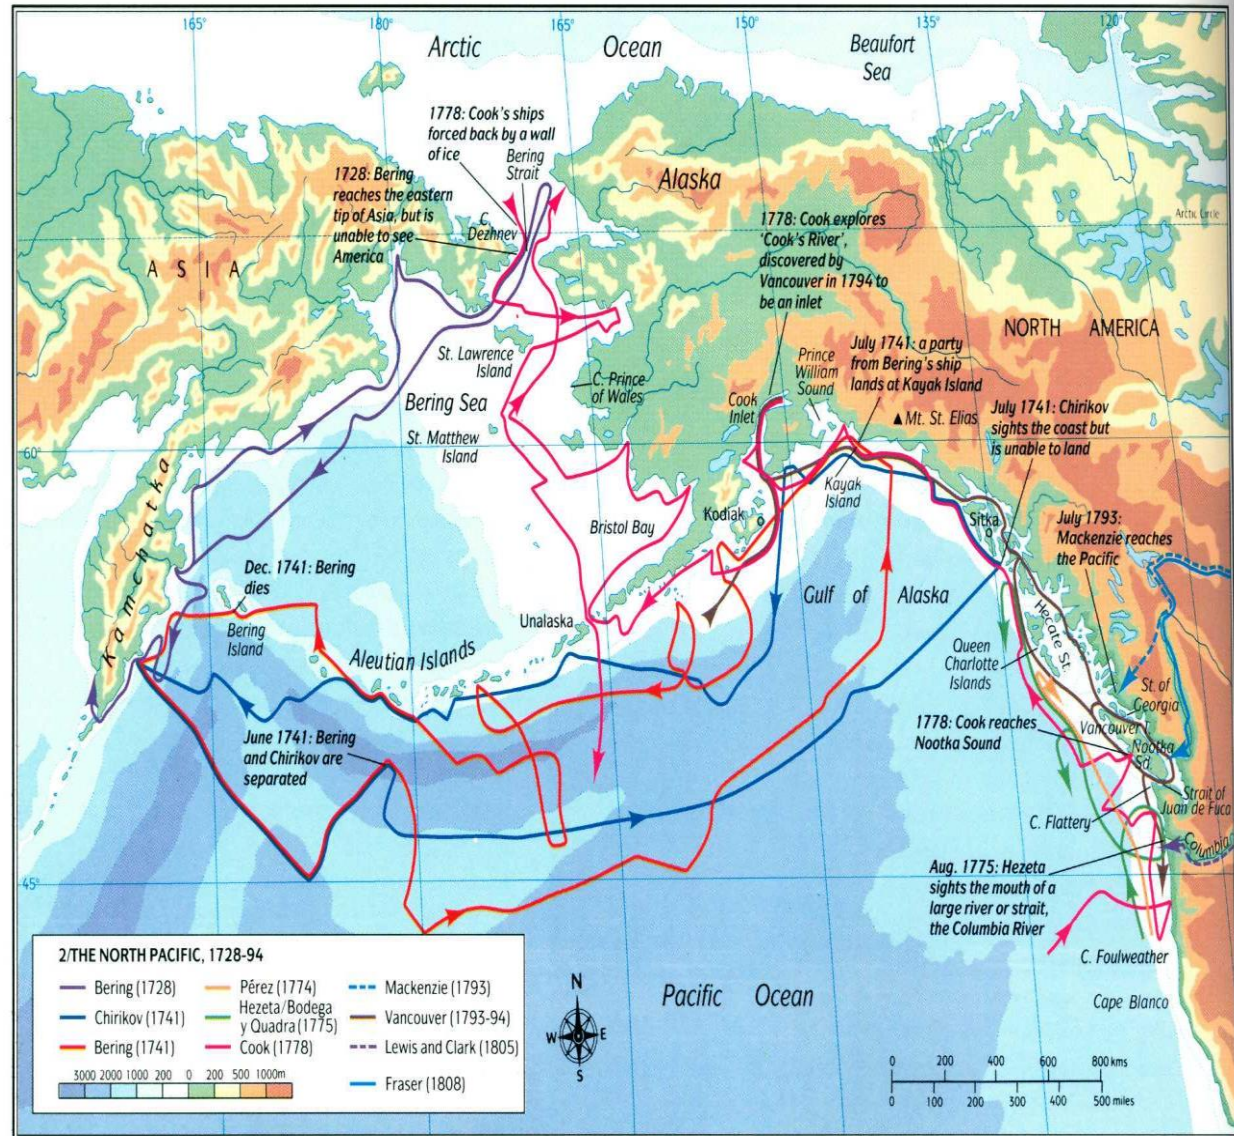 165°
180°
165°
150°
135°
120°
Arctic Ocean
Beaufort
Sea
1778: Cook's ships
forced back by a wall
of ice
Bering
Strait
1728: Bering
reaches the eastern
tip of Asia, but is
unable to see
America
C.
Dezhnev
Alaska
1778: Cook explores
'Cook's River',
discovered by
Vancouver in 1794 to
be an inlet
Arctic Circle
ASIA
NORTH AMERICA
St. Lawrence
Island
C. Prince
of Wales
Prince
William
Sound
July 1741: a party
from Bering's ship
lands at Kayak Island
Bering Sea
Cook
Inlet
Mt. St. Elias
July 1741: Chirikov
sights the coast but
is unable to land
St. Matthew
Island
60°
Kamchatka
Kayak
Island
Bristol Bay
Kodiak
Sitka
July 1793:
Mackenzie reaches
the Pacific
Dec. 1741: Bering
dies
Gulf of Alaska
Bering
Island
Unalaska
Hecate St.
Aleutian Islands
Queen
Charlotte
Islands
St. of
Georgia
June 1741: Bering
and Chirikov are
separated
1778: Cook reaches
Nootka Sound
Vancouver I.
Nootka
Sd.
Strait of
Juan de Fuca
C. Flattery
Columbia
45°
Aug. 1775: Hezeta
sights the mouth of a
large river or strait,
the Columbia River
C. Foulweather
Cape Blanco
Pacific Ocean
2/THE NORTH PACIFIC, 1728-94
Bering (1728)
Chirikov (1741)
Bering (1741)
Pérez (1774)
Hezeta/Bodega
y Quadra (1775)
Cook (1778)
Mackenzie (1793)
Vancouver (1793-94)
Lewis and Clark (1805)
Fraser (1808)
3000 2000 1000 200 0 200 500 1000m
N
W E
S
0 200 400 600 800 kms
0 100 200 300 400 500 miles